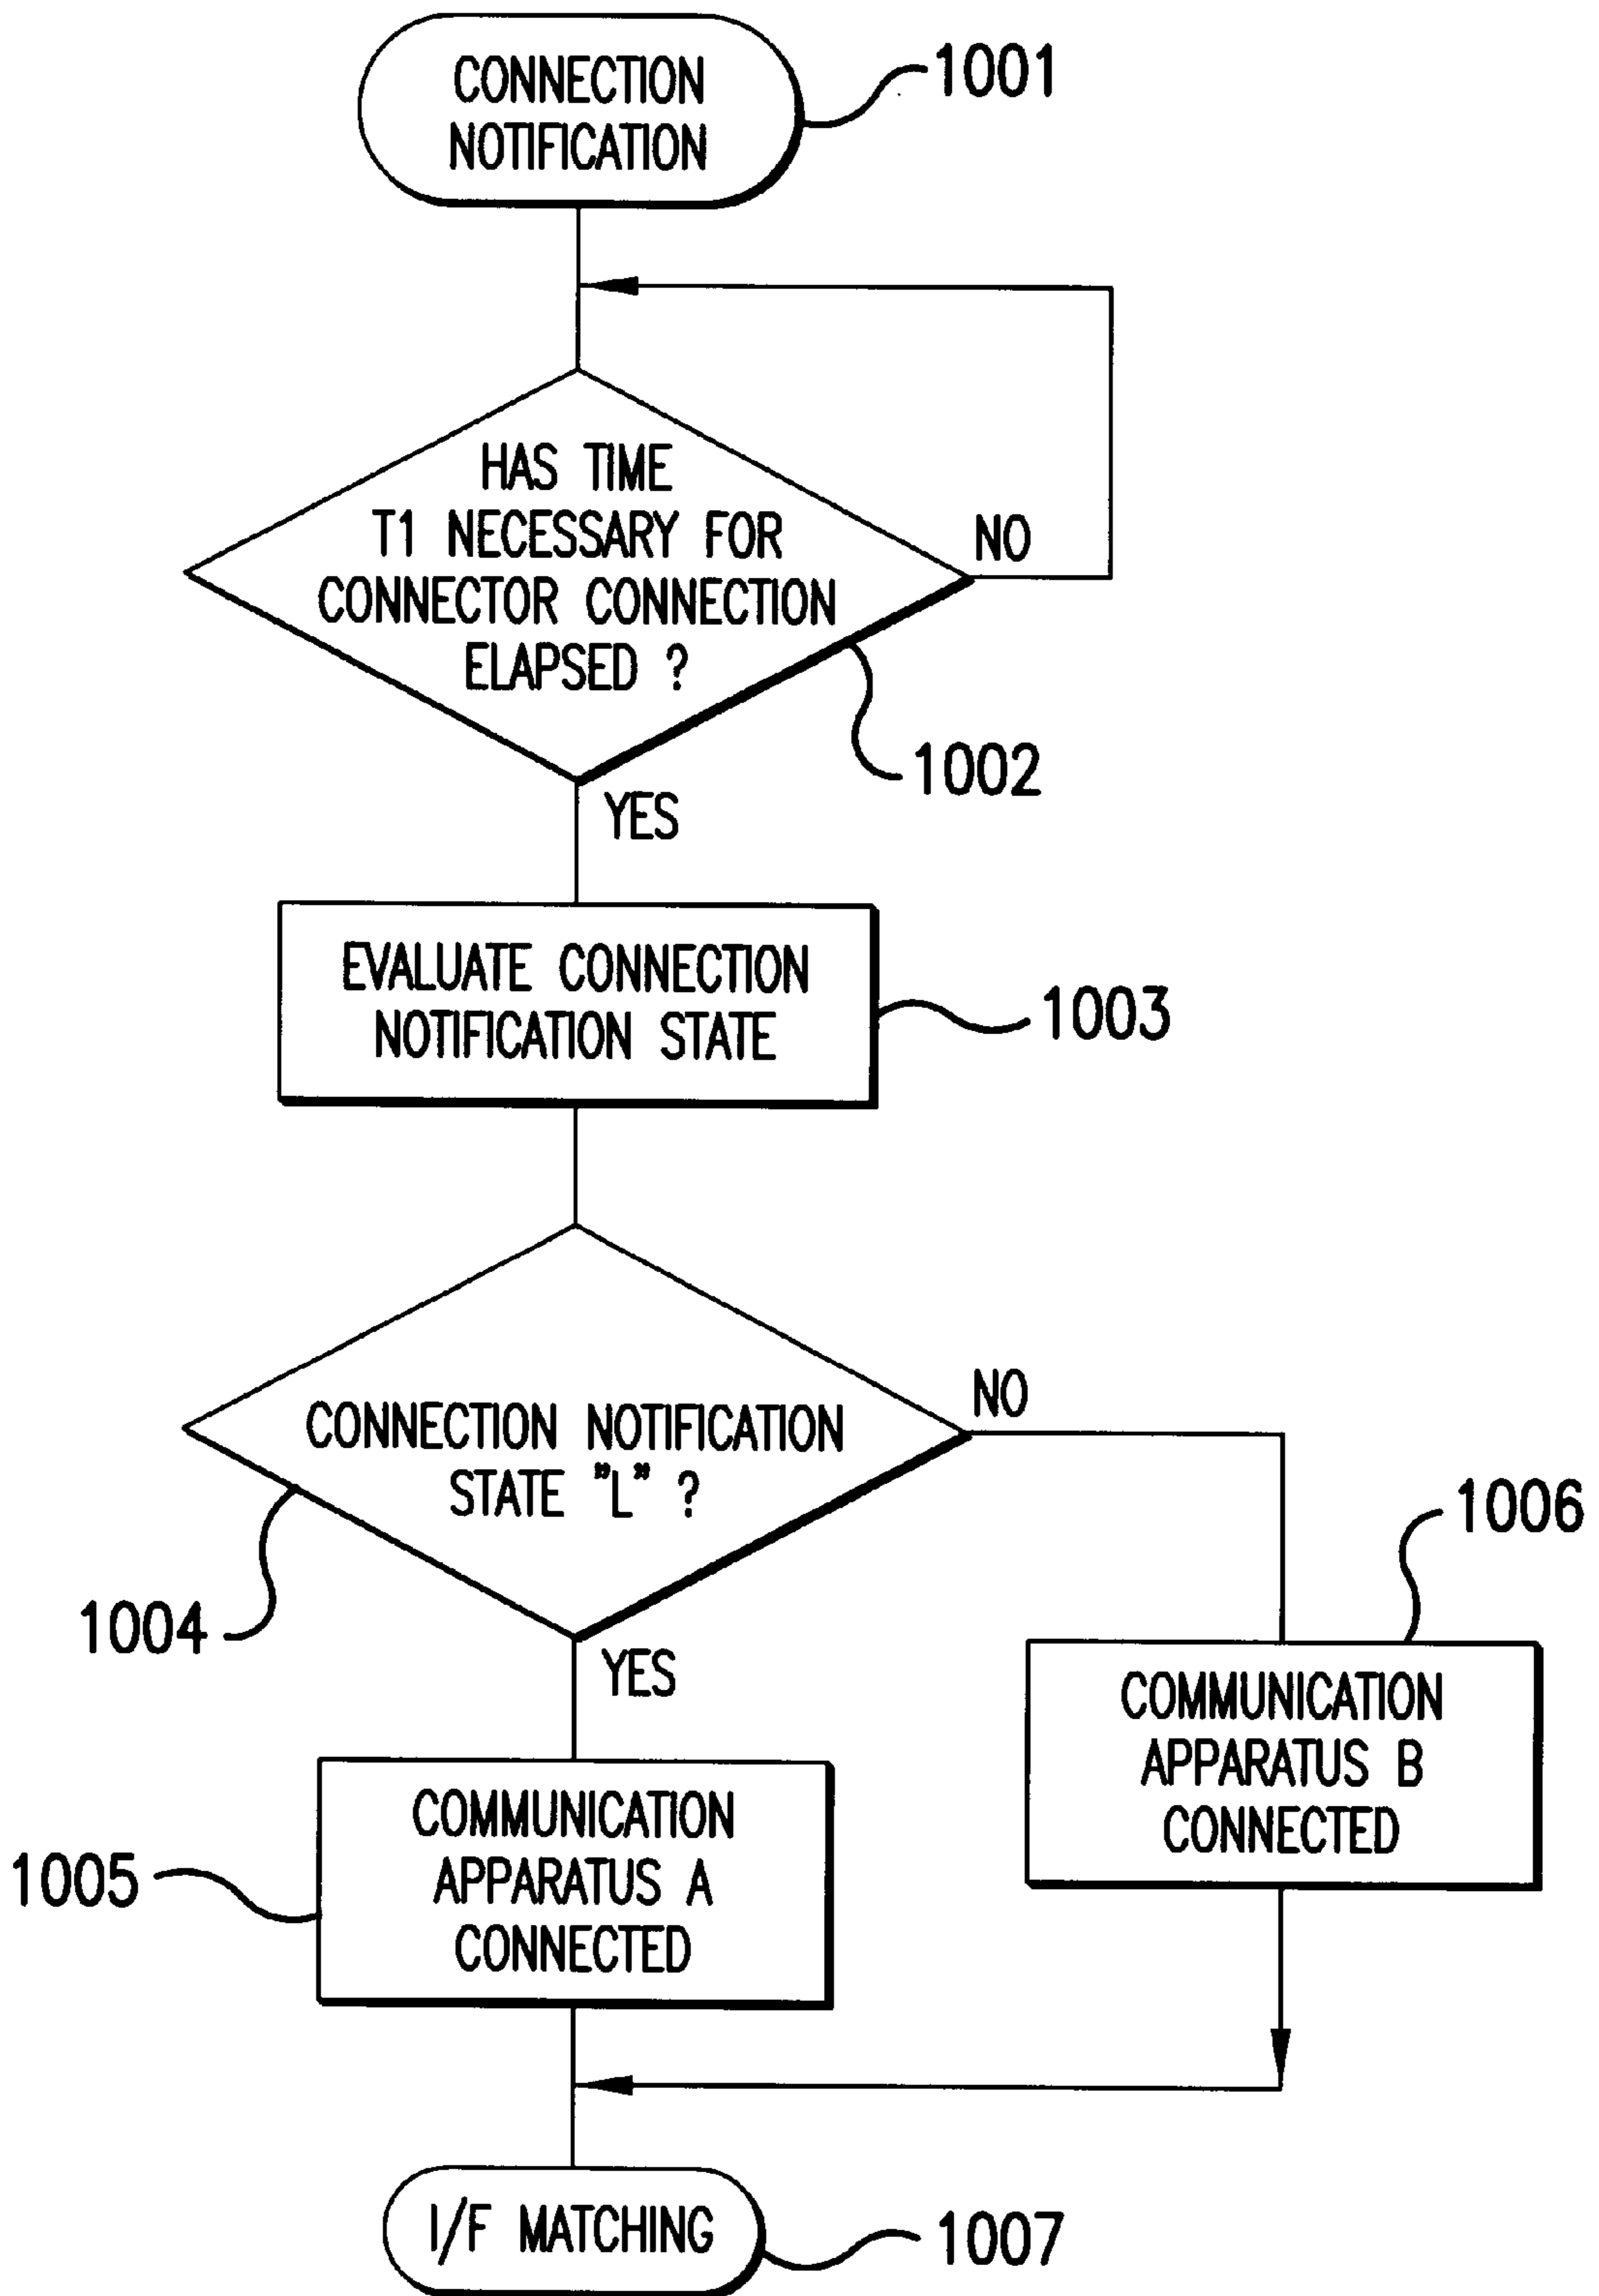 CONNECTION
NOTIFICATION
1001
HAS TIME
T1 NECESSARY FOR
CONNECTOR CONNECTION
ELAPSED ?
NO
1002
YES
EVALUATE CONNECTION
NOTIFICATION STATE
1003
CONNECTION NOTIFICATION
STATE "L" ?
NO
1004
YES
1006
COMMUNICATION
APPARATUS B
CONNECTED
COMMUNICATION
APPARATUS A
CONNECTED
1005
I/F MATCHING
1007